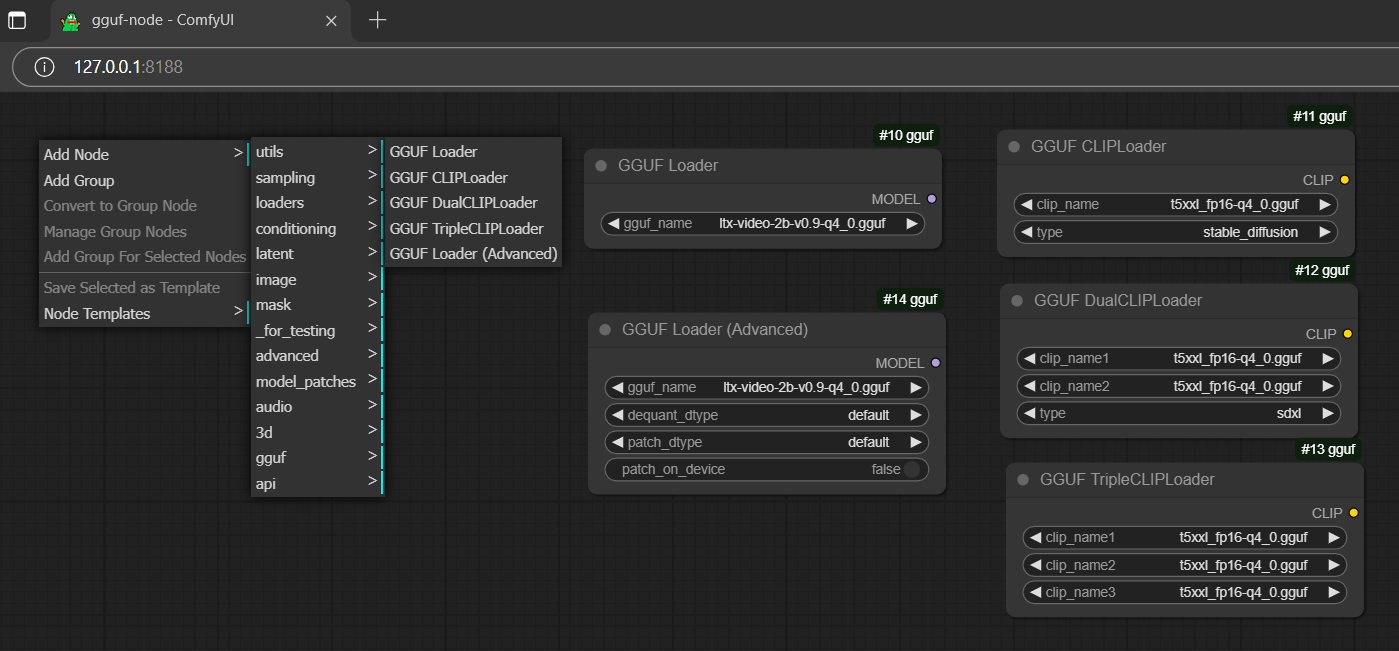 gguf-node - ComfyUI
127.0.0.1:8188
Add Node >
Add Group
Convert to Group Node
Manage Group Nodes
Add Group For Selected Nodes
Save Selected as Template
Node Templates >
utils >
sampling >
loaders >
conditioning >
latent >
image >
mask >
_for_testing >
advanced >
model_patches >
audio >
3d >
gguf >
api >
GGUF Loader
GGUF CLIPLoader
GGUF DualCLIPLoader
GGUF TripleCLIPLoader
GGUF Loader (Advanced)
#10 gguf
GGUF Loader
MODEL
gguf_name ltx-video-2b-v0.9-q4_0.gguf
#14 gguf
GGUF Loader (Advanced)
MODEL
gguf_name ltx-video-2b-v0.9-q4_0.gguf
dequant_dtype default
patch_dtype default
patch_on_device false
#11 gguf
GGUF CLIPLoader
CLIP
clip_name t5xxl_fp16-q4_0.gguf
type stable_diffusion
#12 gguf
GGUF DualCLIPLoader
CLIP
clip_name1 t5xxl_fp16-q4_0.gguf
clip_name2 t5xxl_fp16-q4_0.gguf
type sdxl
#13 gguf
GGUF TripleCLIPLoader
CLIP
clip_name1 t5xxl_fp16-q4_0.gguf
clip_name2 t5xxl_fp16-q4_0.gguf
clip_name3 t5xxl_fp16-q4_0.gguf